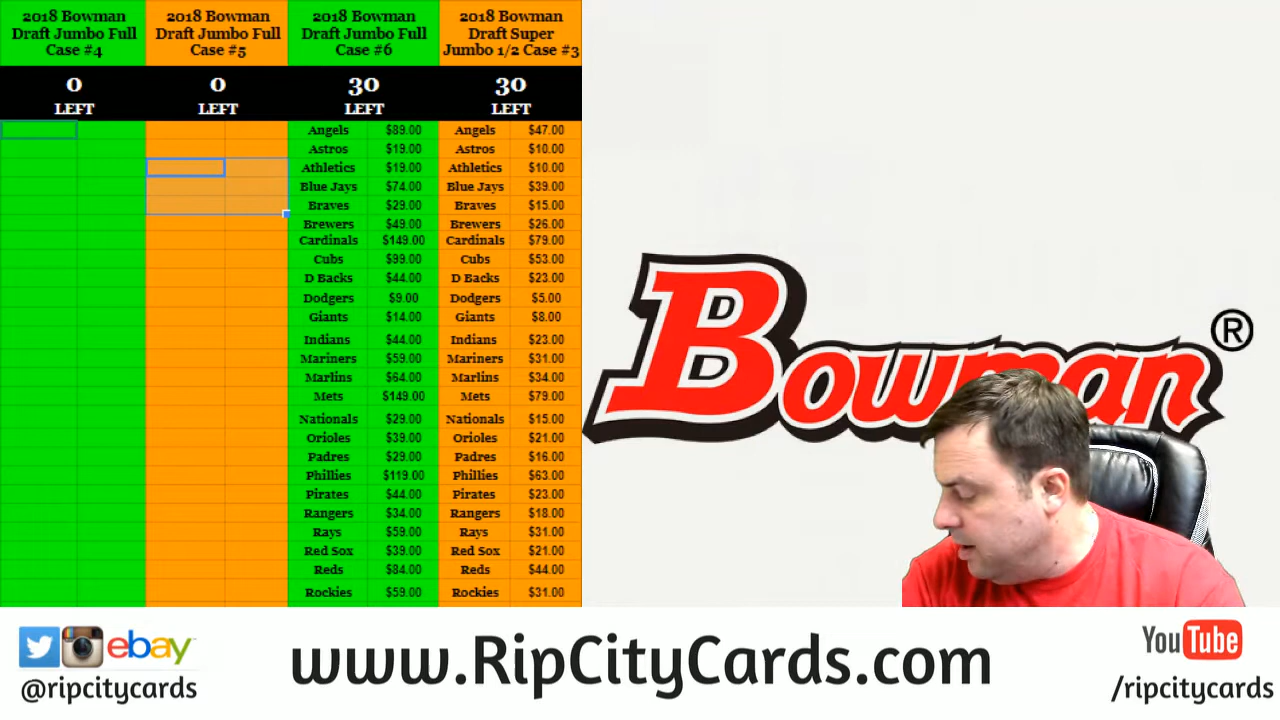 2018 Bowman
Draft Jumbo Full
Case #4
2018 Bowman
Draft Jumbo Full
Case #5
2018 Bowman
Draft Jumbo Full
Case #6
2018 Bowman
Draft Super
Jumbo 1/2 Case #3
0
LEFT
0
LEFT
30
LEFT
30
LEFT
Angels $89.00 Angels $47.00
Astros $19.00 Astros $10.00
Athletics $19.00 Athletics $10.00
Blue Jays $74.00 Blue Jays $39.00
Braves $29.00 Braves $15.00
Brewers $49.00 Brewers $26.00
Cardinals $149.00 Cardinals $79.00
Cubs $99.00 Cubs $53.00
D Backs $44.00 D Backs $23.00
Dodgers $9.00 Dodgers $5.00
Giants $14.00 Giants $8.00
Indians $44.00 Indians $23.00
Mariners $59.00 Mariners $31.00
Marlins $64.00 Marlins $34.00
Mets $149.00 Mets $79.00
Nationals $29.00 Nationals $15.00
Orioles $39.00 Orioles $21.00
Padres $29.00 Padres $16.00
Phillies $119.00 Phillies $63.00
Pirates $44.00 Pirates $23.00
Rangers $34.00 Rangers $18.00
Rays $59.00 Rays $31.00
Red Sox $39.00 Red Sox $21.00
Reds $84.00 Reds $44.00
Rockies $59.00 Rockies $31.00
Bowman®
ebay
@ripcitycards
www.RipCityCards.com
YouTube
/ripcitycards